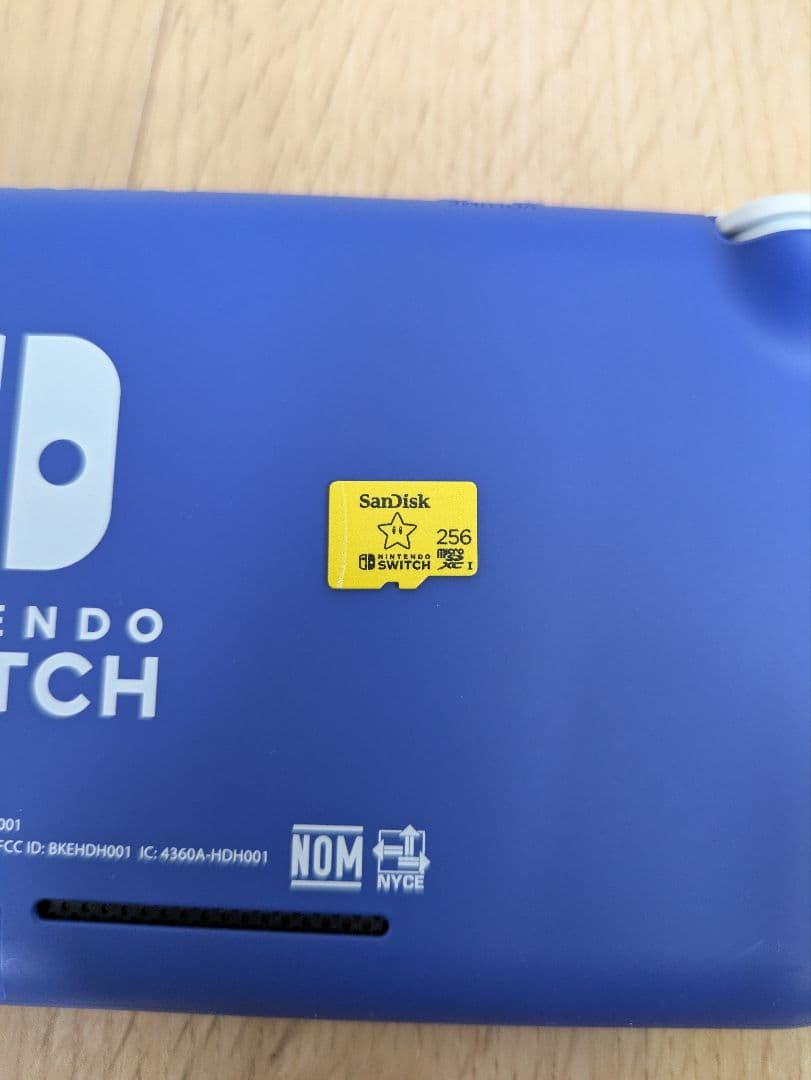 SanDisk
256
NINTENDO
SWITCH
micro
SD
XC I
ENDO
TCH
001
FCC ID: BKEHDH001 IC: 4360A-HDH001
NOM
NYCE